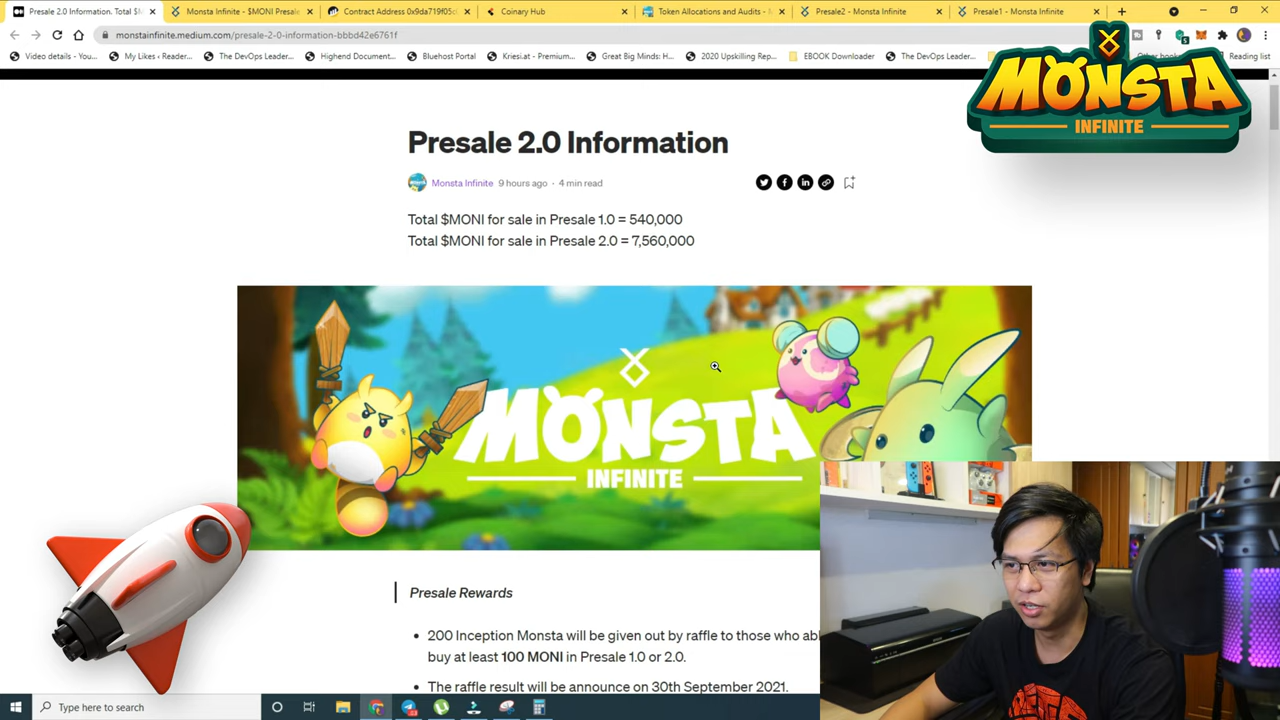 Presale 2.0 Information. Total $M
Monsta Infinite - $MONI Presale
Contract Address 0x9da719f05c
Coinary Hub
Token Allocations and Audits - M
Presale2 - Monsta Infinite
Presale1 - Monsta Infinite
monstainfinite.medium.com/presale-2-0-information-bbbd42e6761f
Video details - You...
My Likes - Reader...
The DevOps Leader...
Highend Document...
Bluehost Portal
Kriesi.at - Premium...
Great Big Minds: H...
2020 Upskilling Rep...
EBOOK Downloader
The DevOps Leader...
Reading list
MONSTA
INFINITE
Presale 2.0 Information
Monsta Infinite 9 hours ago · 4 min read
Total $MONI for sale in Presale 1.0 = 540,000
Total $MONI for sale in Presale 2.0 = 7,560,000
MONSTA
INFINITE
Presale Rewards
200 Inception Monsta will be given out by raffle to those who abl
buy at least 100 MONI in Presale 1.0 or 2.0.
The raffle result will be announce on 30th September 2021.
Type here to search